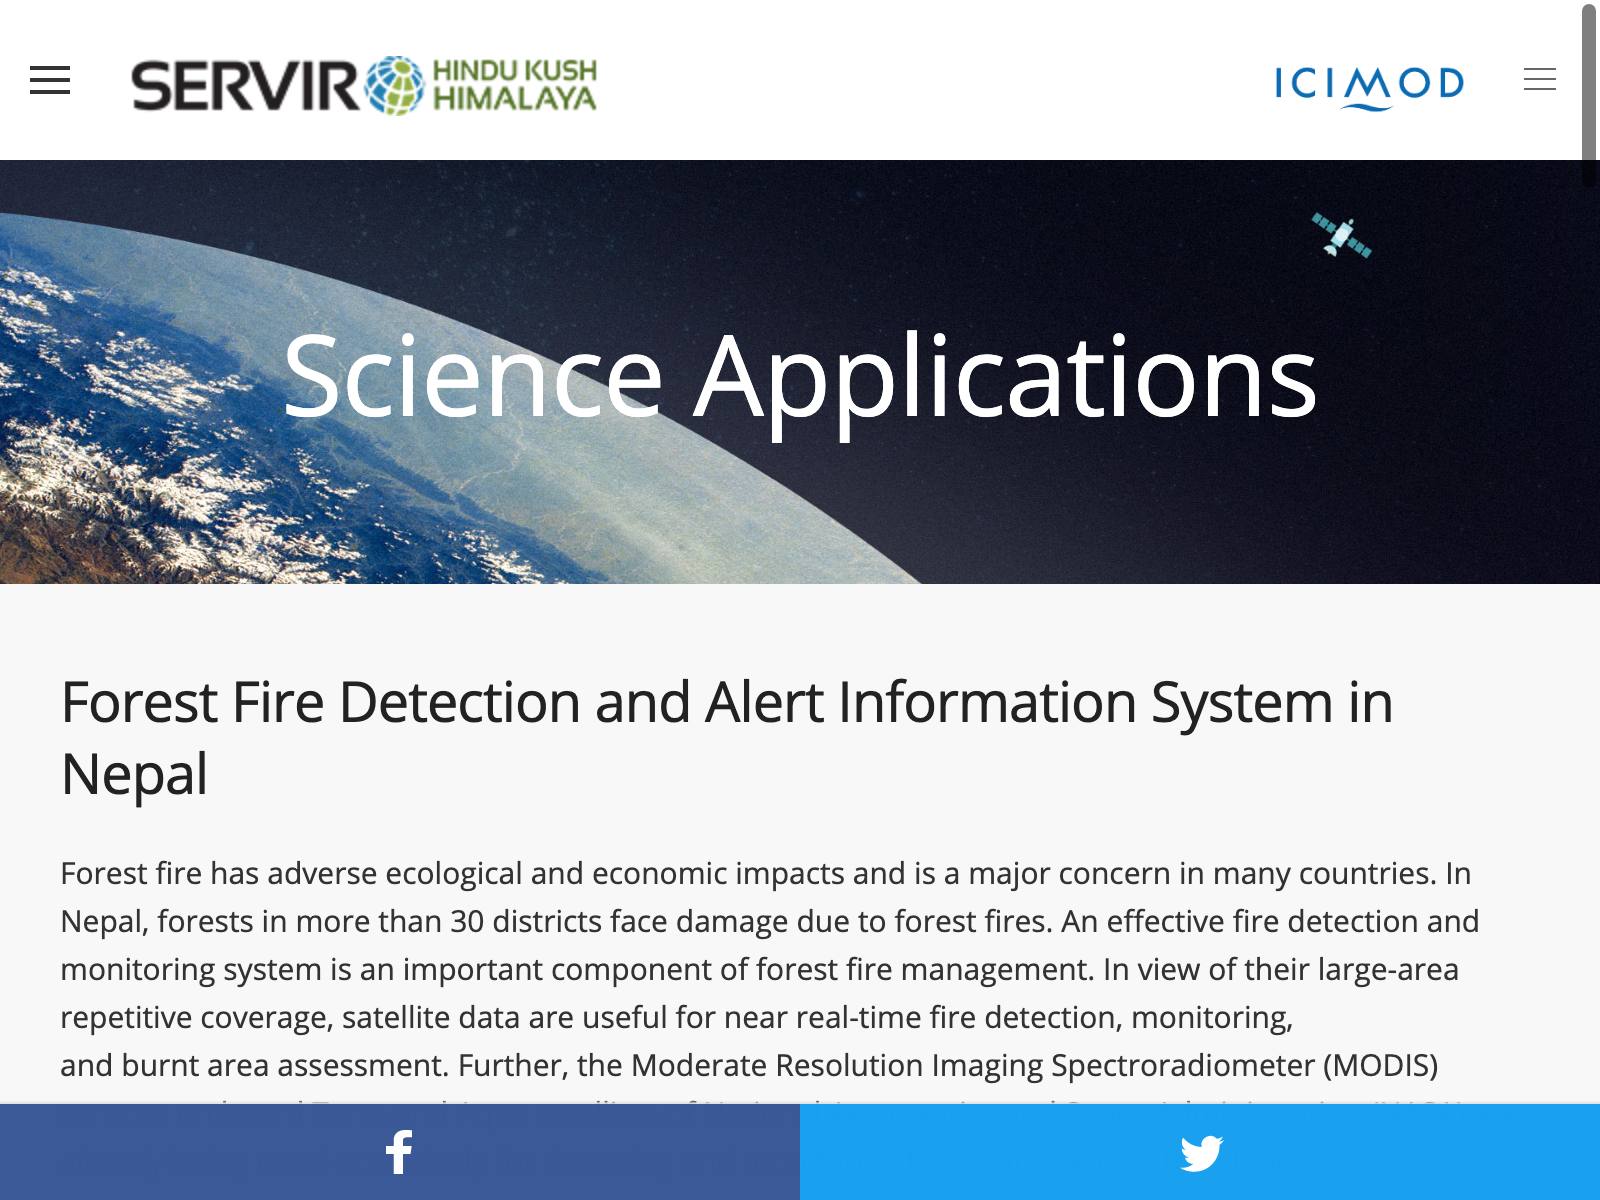 SERVIR HINDU KUSH
HIMALAYA
ICIMOD
Science Applications
Forest Fire Detection and Alert Information System in
Nepal
Forest fire has adverse ecological and economic impacts and is a major concern in many countries. In
Nepal, forests in more than 30 districts face damage due to forest fires. An effective fire detection and
monitoring system is an important component of forest fire management. In view of their large-area
repetitive coverage, satellite data are useful for near real-time fire detection, monitoring,
and burnt area assessment. Further, the Moderate Resolution Imaging Spectroradiometer (MODIS)